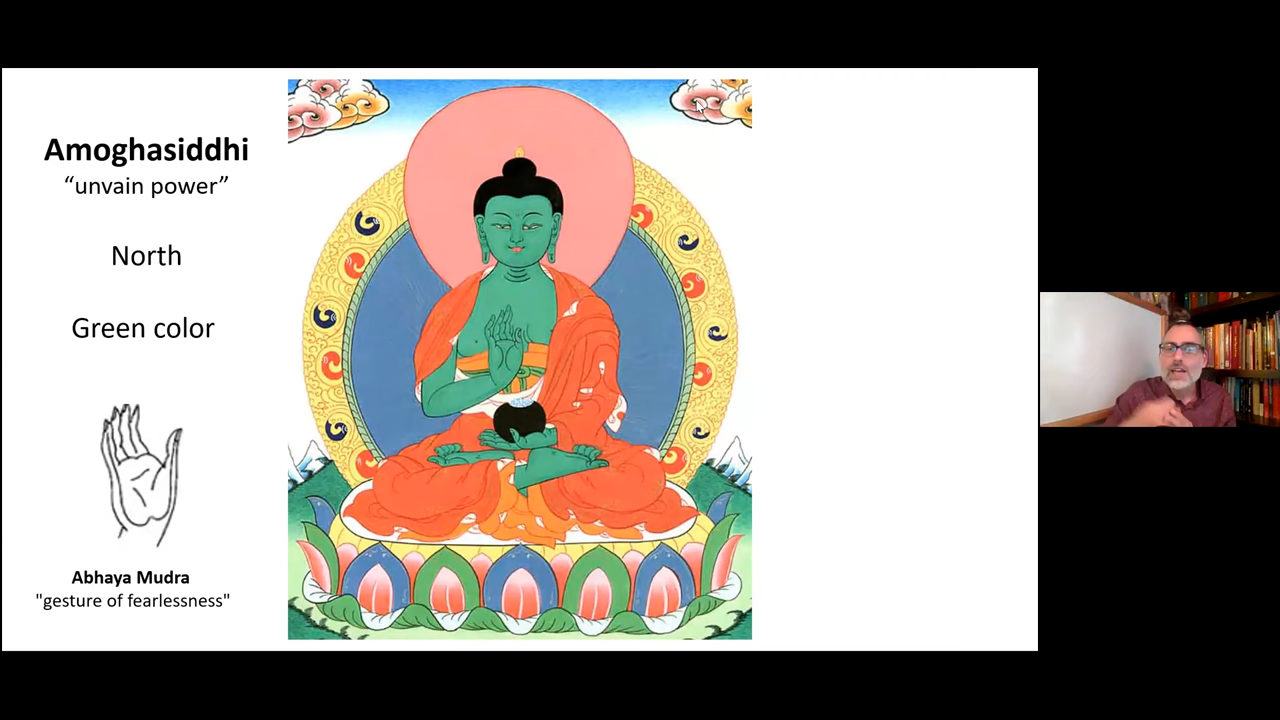 Amoghasiddhi
“unvain power”
North
Green color
Abhaya Mudra
"gesture of fearlessness"